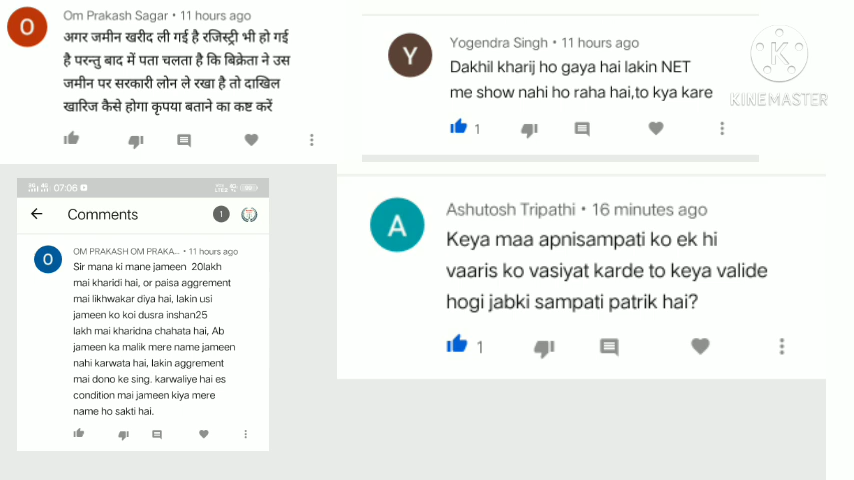 Om Prakash Sagar • 11 hours ago
अगर जमीन खरीद ली गई है रजिस्ट्री भी हो गई
है परन्तु बाद में पता चलता है कि बिक्रेता ने उस
जमीन पर सरकारी लोन ले रखा है तो दाखिल
खारिज कैसे होगा कृपया बताने का कष्ट करें
Yogendra Singh • 11 hours ago
Dakhil kharij ho gaya hai lakin NET
me show nahi ho raha hai,to kya kare
1
KINEMASTER
07:06
Comments
1
OM PRAKASH OM PRAKA... • 11 hours ago
Sir mana ki mane jameen 20lakh
mai kharidi hai, or paisa aggrement
mai likhwakar diya hai, lakin usi
jameen ko koi dusra inshan25
lakh mai kharidna chahata hai, Ab
jameen ka malik mere name jameen
nahi karwata hai, lakin aggrement
mai dono ke sing. karwaliye hai es
condition mai jameen kiya mere
name ho sakti hai.
Ashutosh Tripathi • 16 minutes ago
Keya maa apnisampati ko ek hi
vaaris ko vasiyat karde to keya valide
hogi jabki sampati patrik hai?
1